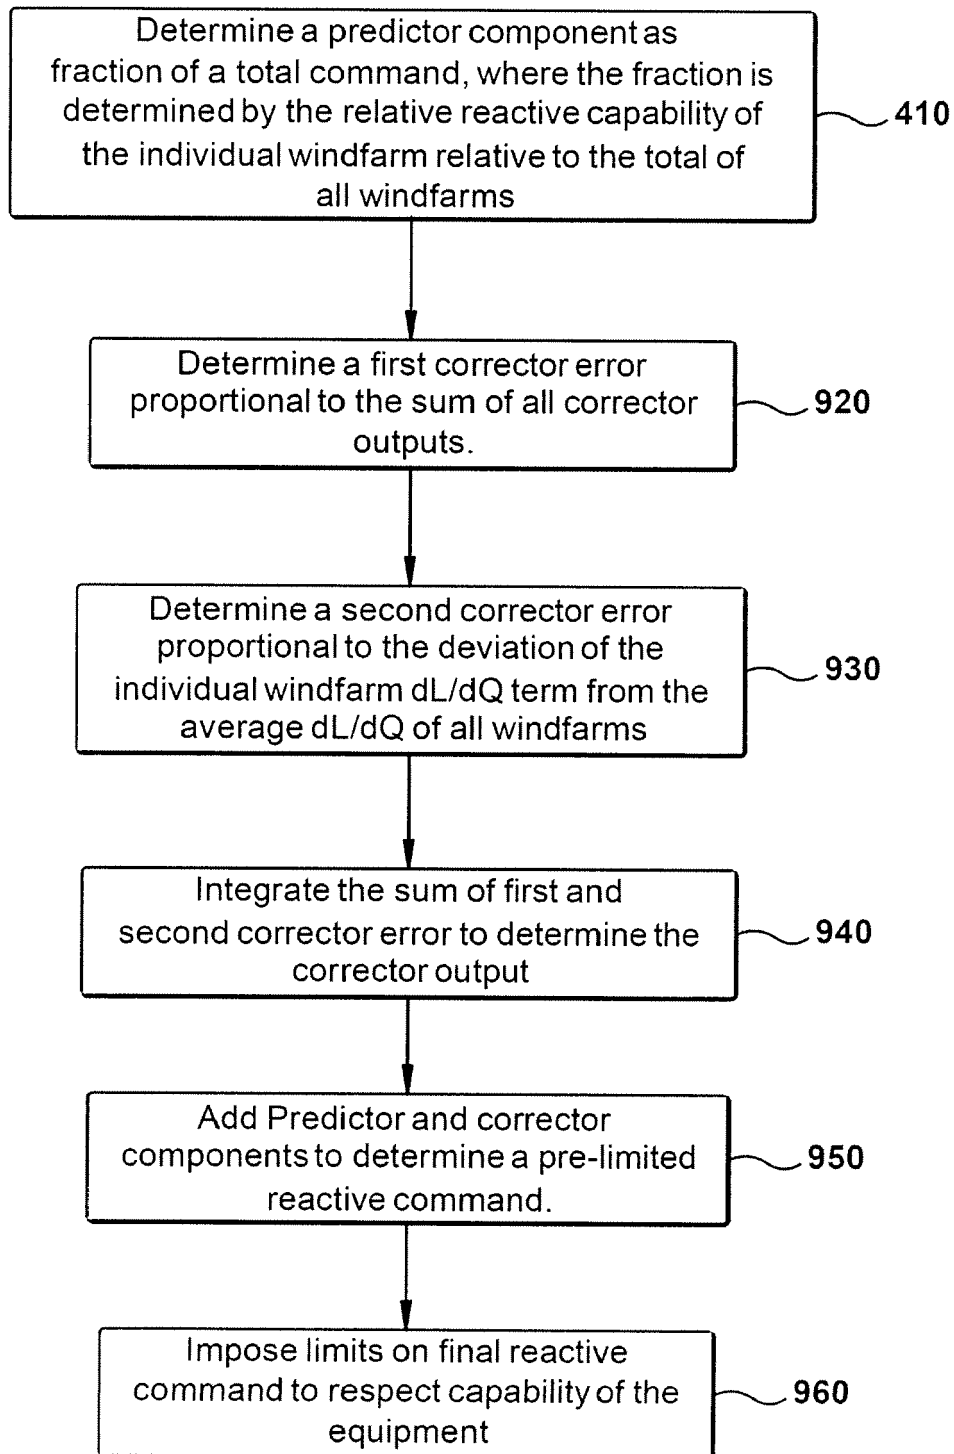 Determine a predictor component as
fraction of a total command, where the fraction is
determined by the relative reactive capability of
the individual windfarm relative to the total of
all windfarms
410
Determine a first corrector error
proportional to the sum of all corrector
outputs.
920
Determine a second corrector error
proportional to the deviation of the
individual windfarm dL/dQ term from the
average dL/dQ of all windfarms
930
Integrate the sum of first and
second corrector error to determine the
corrector output
940
Add Predictor and corrector
components to determine a pre-limited
reactive command.
950
Impose limits on final reactive
command to respect capability of the
equipment
960